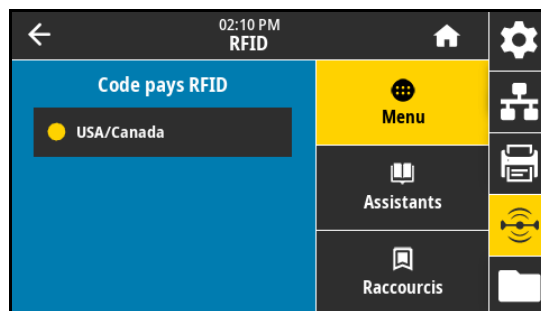 02:10 PM
RFID
Code pays RFID
USA/Canada
Menu
Assistants
Raccourcis